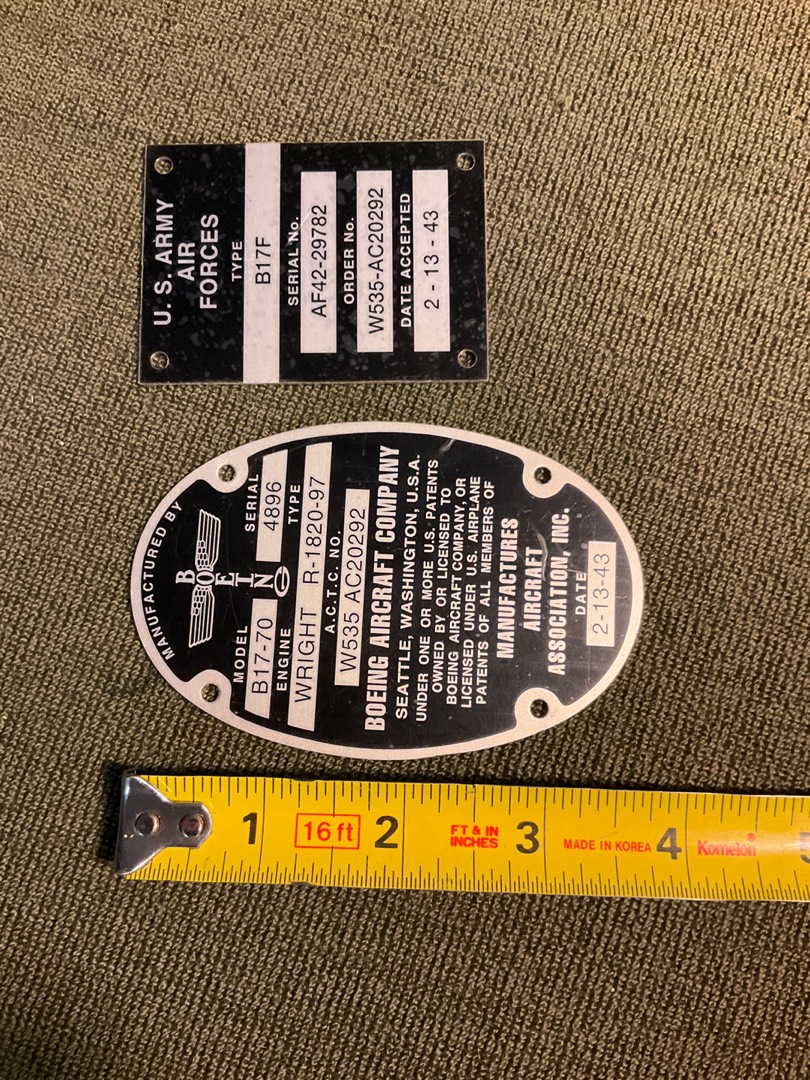 U. S. ARMY
AIR
FORCES
TYPE
B17F
SERIAL No.
AF42-29782
ORDER No.
W535-AC20292
DATE ACCEPTED
2 - 13 - 43
MANUFACTURED BY
BOEING
MODEL SERIAL
B17-70 4896
ENGINE TYPE
WRIGHT R-1820-97
A.C.T.C. NO.
W535 AC20292
BOEING AIRCRAFT COMPANY
SEATTLE, WASHINGTON, U.S.A.
UNDER ONE OR MORE U.S. PATENTS
OWNED BY OR LICENSED TO
BOEING AIRCRAFT COMPANY, OR
LICENSED UNDER U.S. AIRPLANE
PATENTS OF ALL MEMBERS OF
MANUFACTURES
AIRCRAFT
ASSOCIATION, INC.
DATE
2-13-43
1 16 ft 2 FT & IN 3 MADE IN KOREA 4 Komelon 5
INCHES